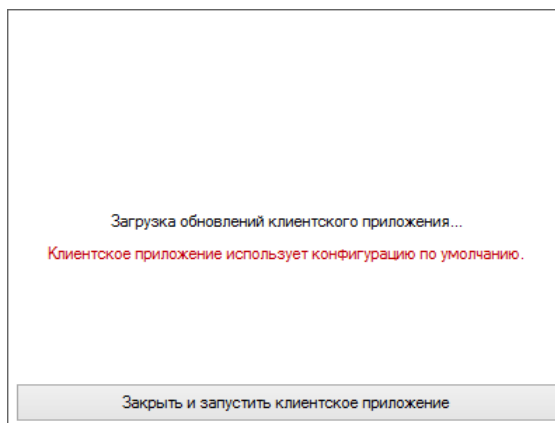 Загрузка обновлений клиентского приложения...
Клиентское приложение использует конфигурацию по умолчанию.
Закрыть и запустить клиентское приложение